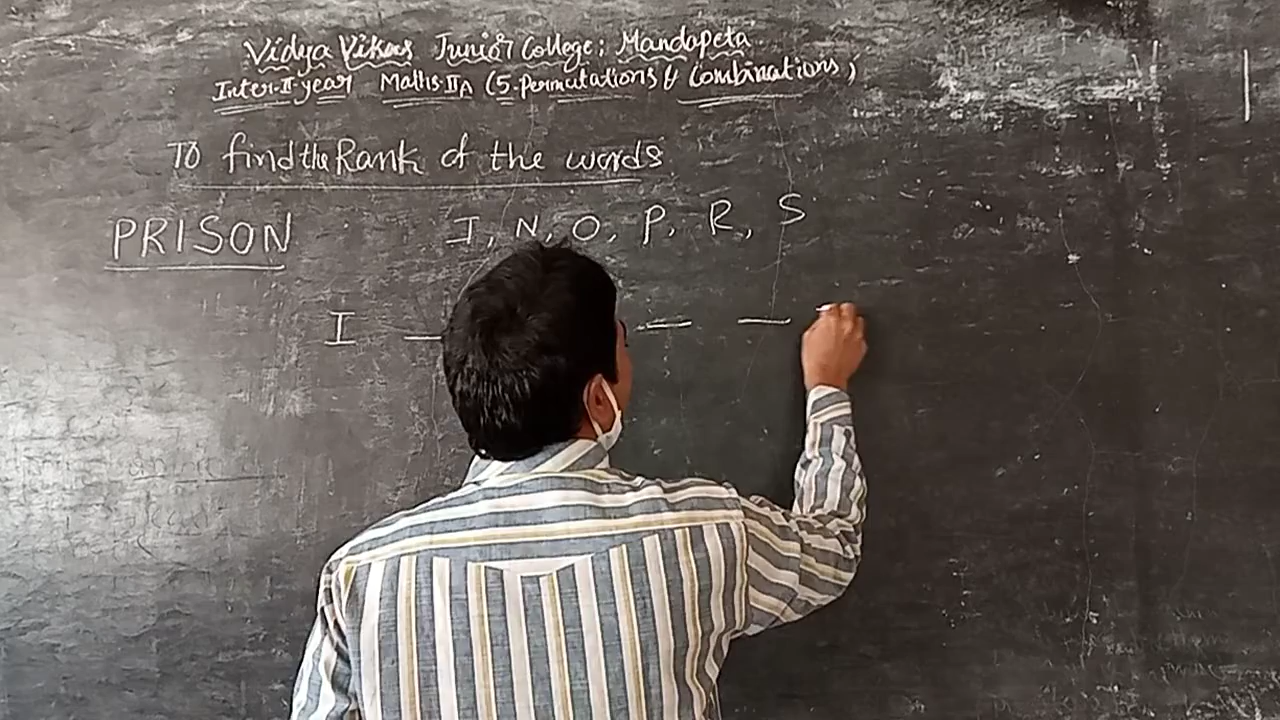 Vidya Vikas Junior College; Mandapeta
Inter-II-year Maths-IIA (5-Permutations & Combinations)
To find the Rank of the words
PRISON I, N, O, P, R, S
I _ _ _